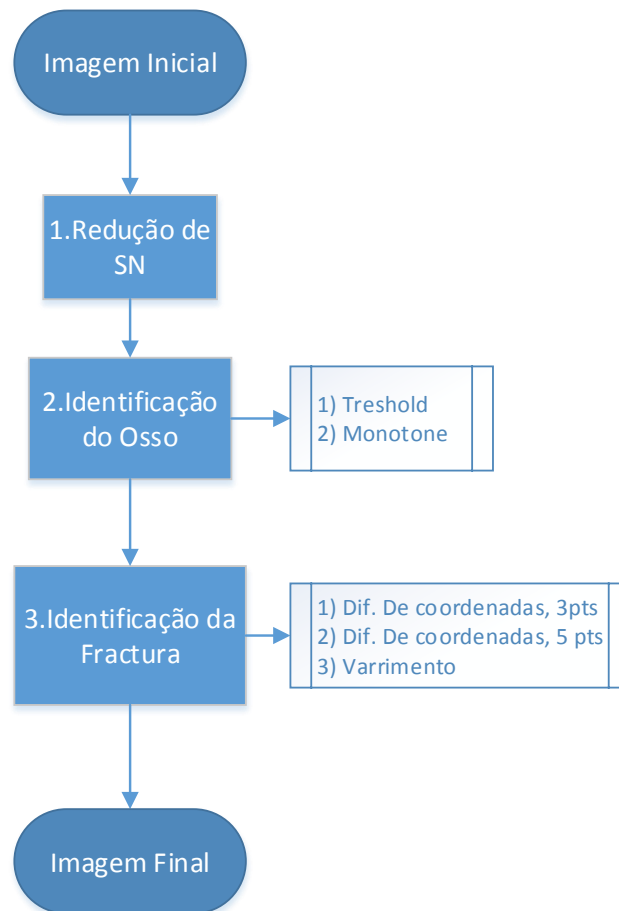 Imagem Inicial
1.Redução de
SN
2.Identificação
do Osso
1) Treshold
2) Monotone
3.Identificação da
Fractura
1) Dif. De coordenadas, 3pts
2) Dif. De coordenadas, 5 pts
3) Varrimento
Imagem Final